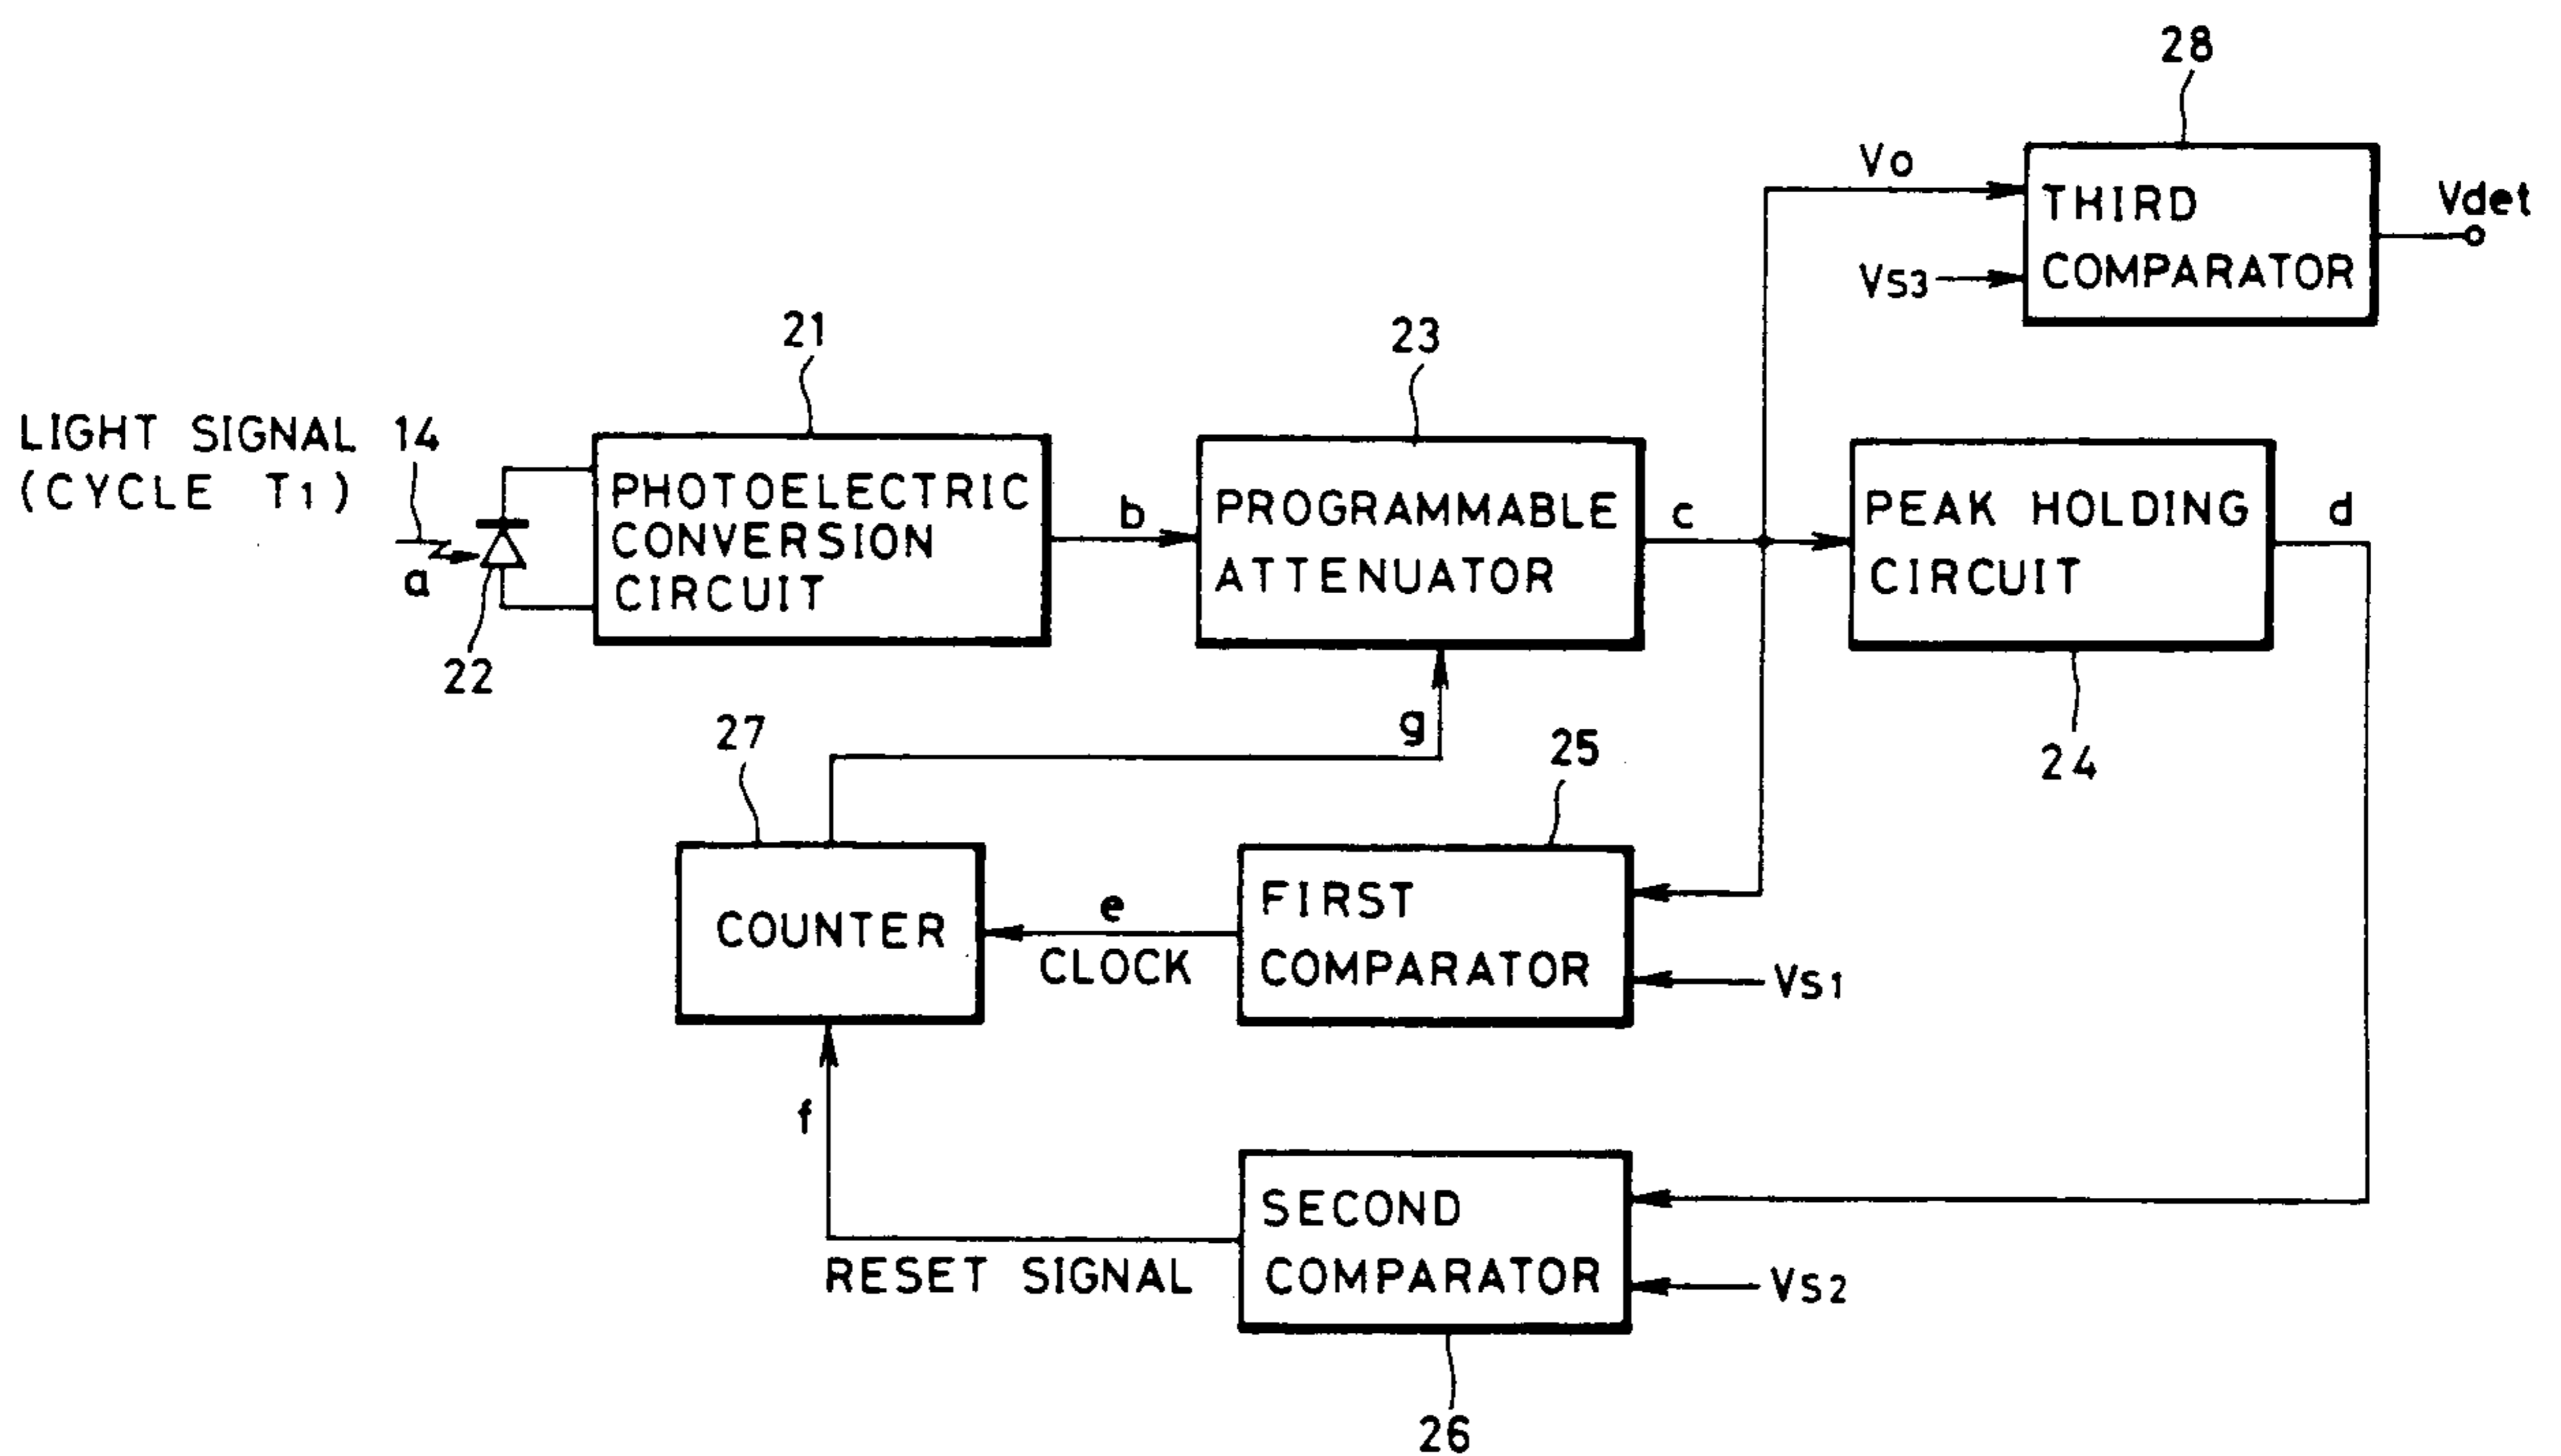 28
Vo
THIRD
COMPARATOR
Vdet
VS3
21
23
LIGHT SIGNAL 14
(CYCLE T1)
a
22
PHOTOELECTRIC
CONVERSION
CIRCUIT
b
PROGRAMMABLE
ATTENUATOR
c
PEAK HOLDING
CIRCUIT
d
24
27
g
25
COUNTER
e
CLOCK
FIRST
COMPARATOR
VS1
f
RESET SIGNAL
SECOND
COMPARATOR
VS2
26